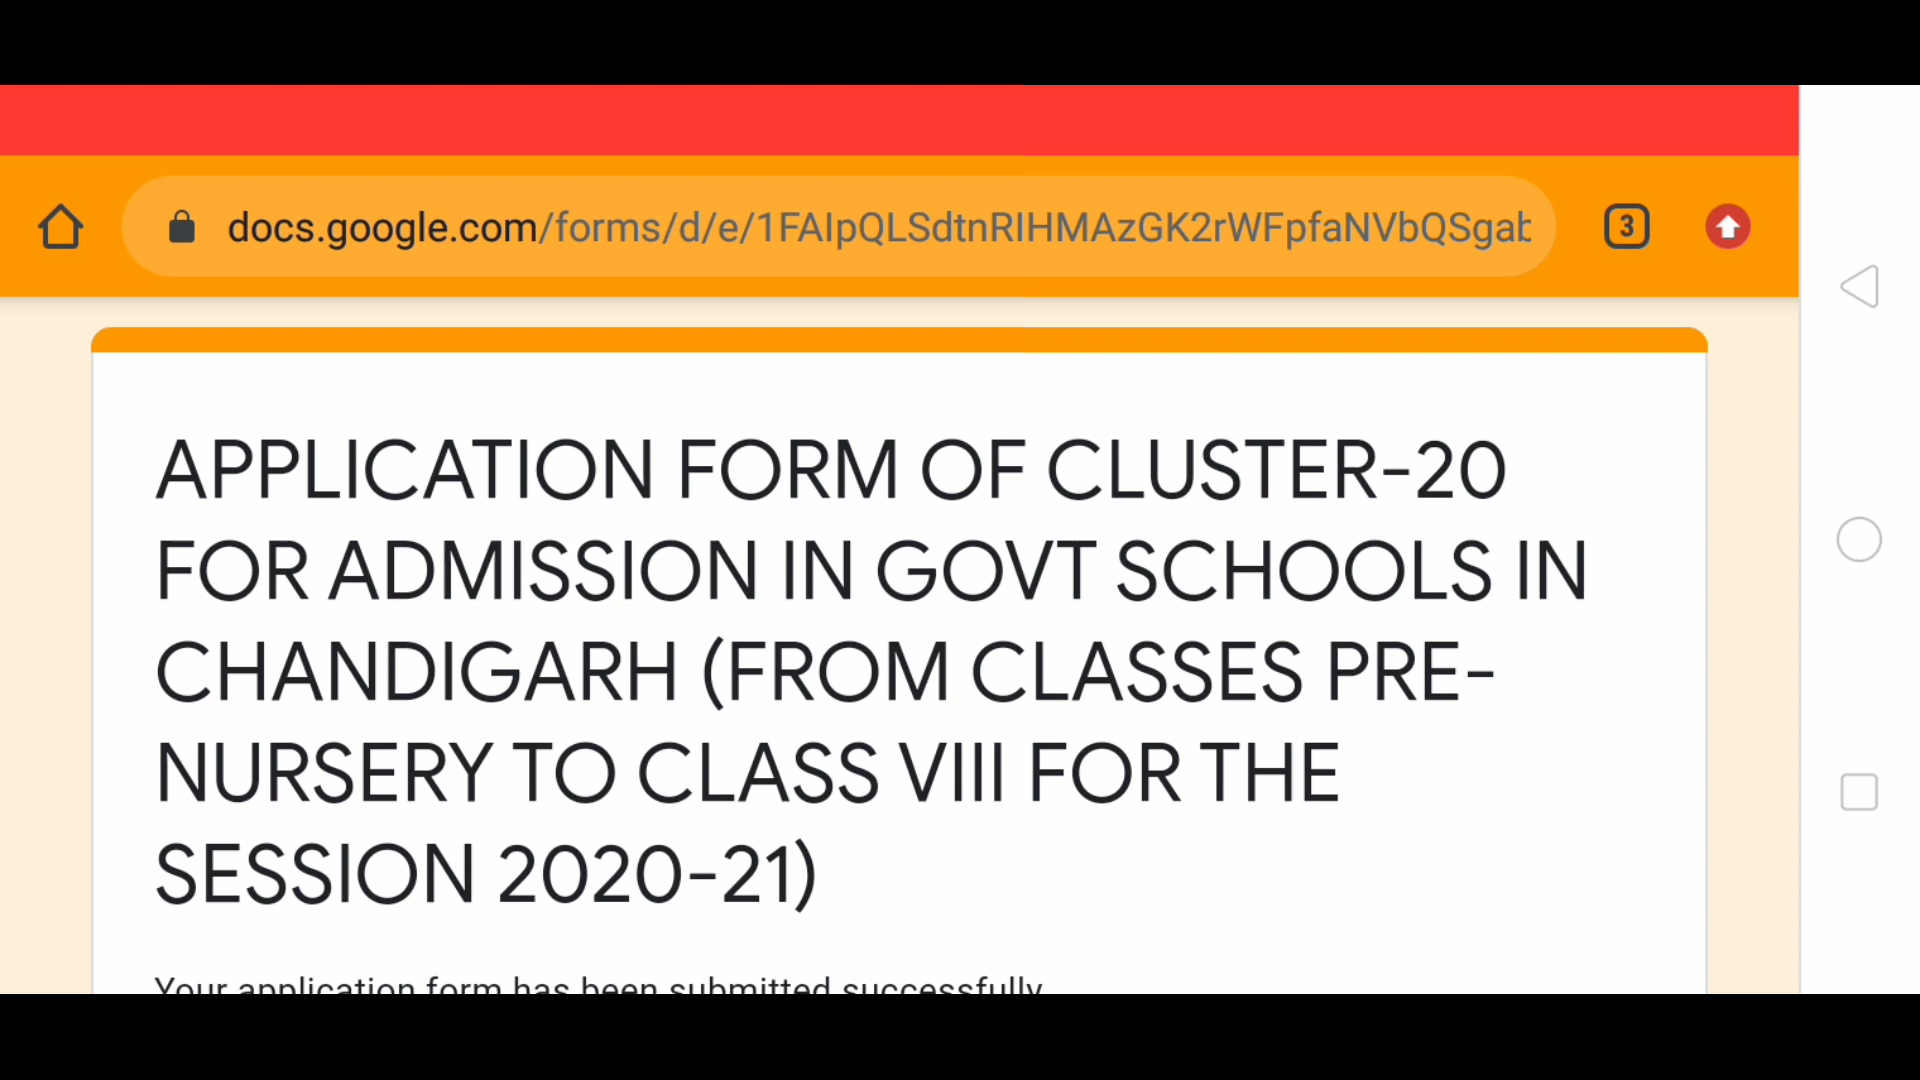 docs.google.com/forms/d/e/1FAIpQLSdtnRIHMAzGK2rWFpfaNVbQSgab
3
APPLICATION FORM OF CLUSTER-20
FOR ADMISSION IN GOVT SCHOOLS IN
CHANDIGARH (FROM CLASSES PRE-
NURSERY TO CLASS VIII FOR THE
SESSION 2020-21)
Your application form has been submitted successfully